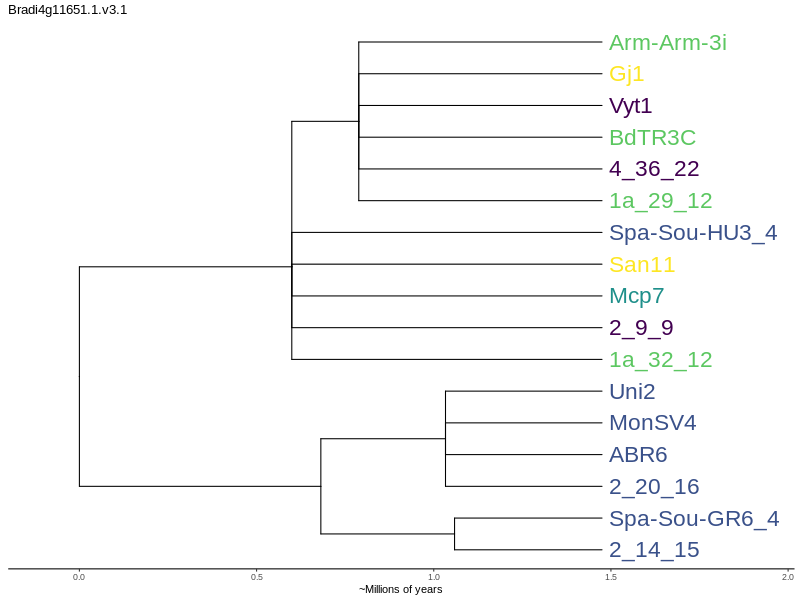 Bradi4g11651.1.v3.1
Arm-Arm-3i
Gj1
Vyt1
BdTR3C
4_36_22
1a_29_12
Spa-Sou-HU3_4
San11
Mcp7
2_9_9
1a_32_12
Uni2
MonSV4
ABR6
2_20_16
Spa-Sou-GR6_4
2_14_15
0.0 0.5 1.0 1.5 2.0
~Millions of years